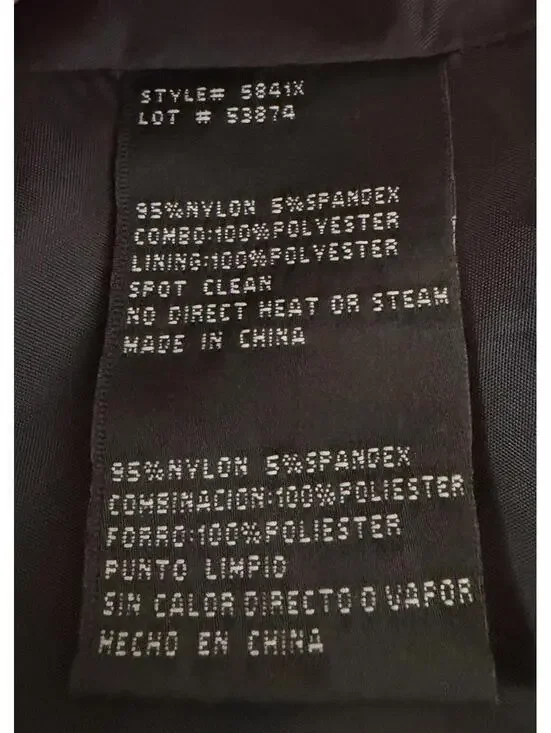 STYLE# 5841X
LOT # 53874
95%NYLON 5%SPANDEX
COMBO:100%POLYESTER
LINING:100%POLYESTER
SPOT CLEAN
NO DIRECT HEAT OR STEAM
MADE IN CHINA
95%NYLON 5%SPANDEX
COMBINACION:100%POLIESTER
FORRO:100%POLIESTER
PUNTO LIMPIO
SIN CALOR DIRECTO O VAPOR
HECHO EN CHINA